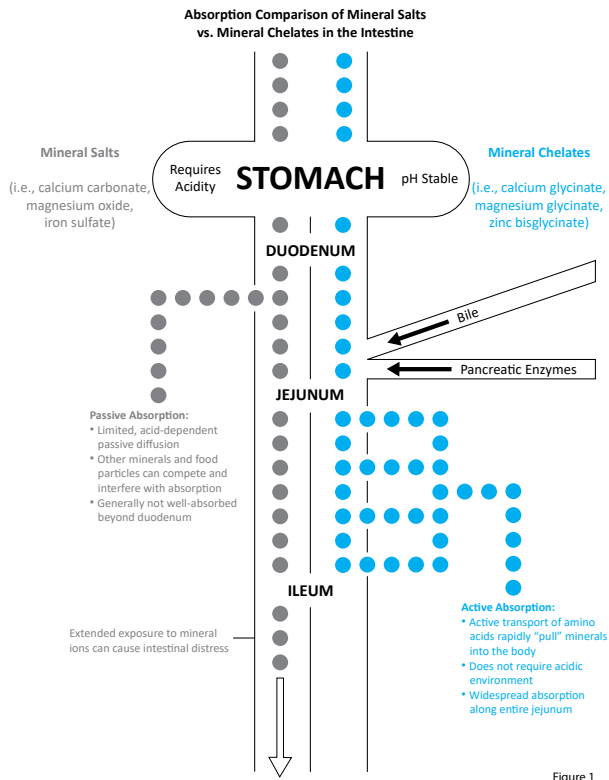 Absorption Comparison of Mineral Salts
vs. Mineral Chelates in the Intestine
Mineral Salts
(i.e., calcium carbonate,
magnesium oxide,
iron sulfate)
Requires
Acidity
STOMACH
pH Stable
Mineral Chelates
(i.e., calcium glycinate,
magnesium glycinate,
zinc bisglycinate)
DUODENUM
Bile
Pancreatic Enzymes
JEJUNUM
Passive Absorption:
• Limited, acid-dependent
passive diffusion
• Other minerals and food
particles can compete and
interfere with absorption
• Generally not well-absorbed
beyond duodenum
ILEUM
Active Absorption:
• Active transport of amino
acids rapidly “pull” minerals
into the body
• Does not require acidic
environment
• Widespread absorption
along entire jejunum
Extended exposure to mineral
ions can cause intestinal distress
Figure 1